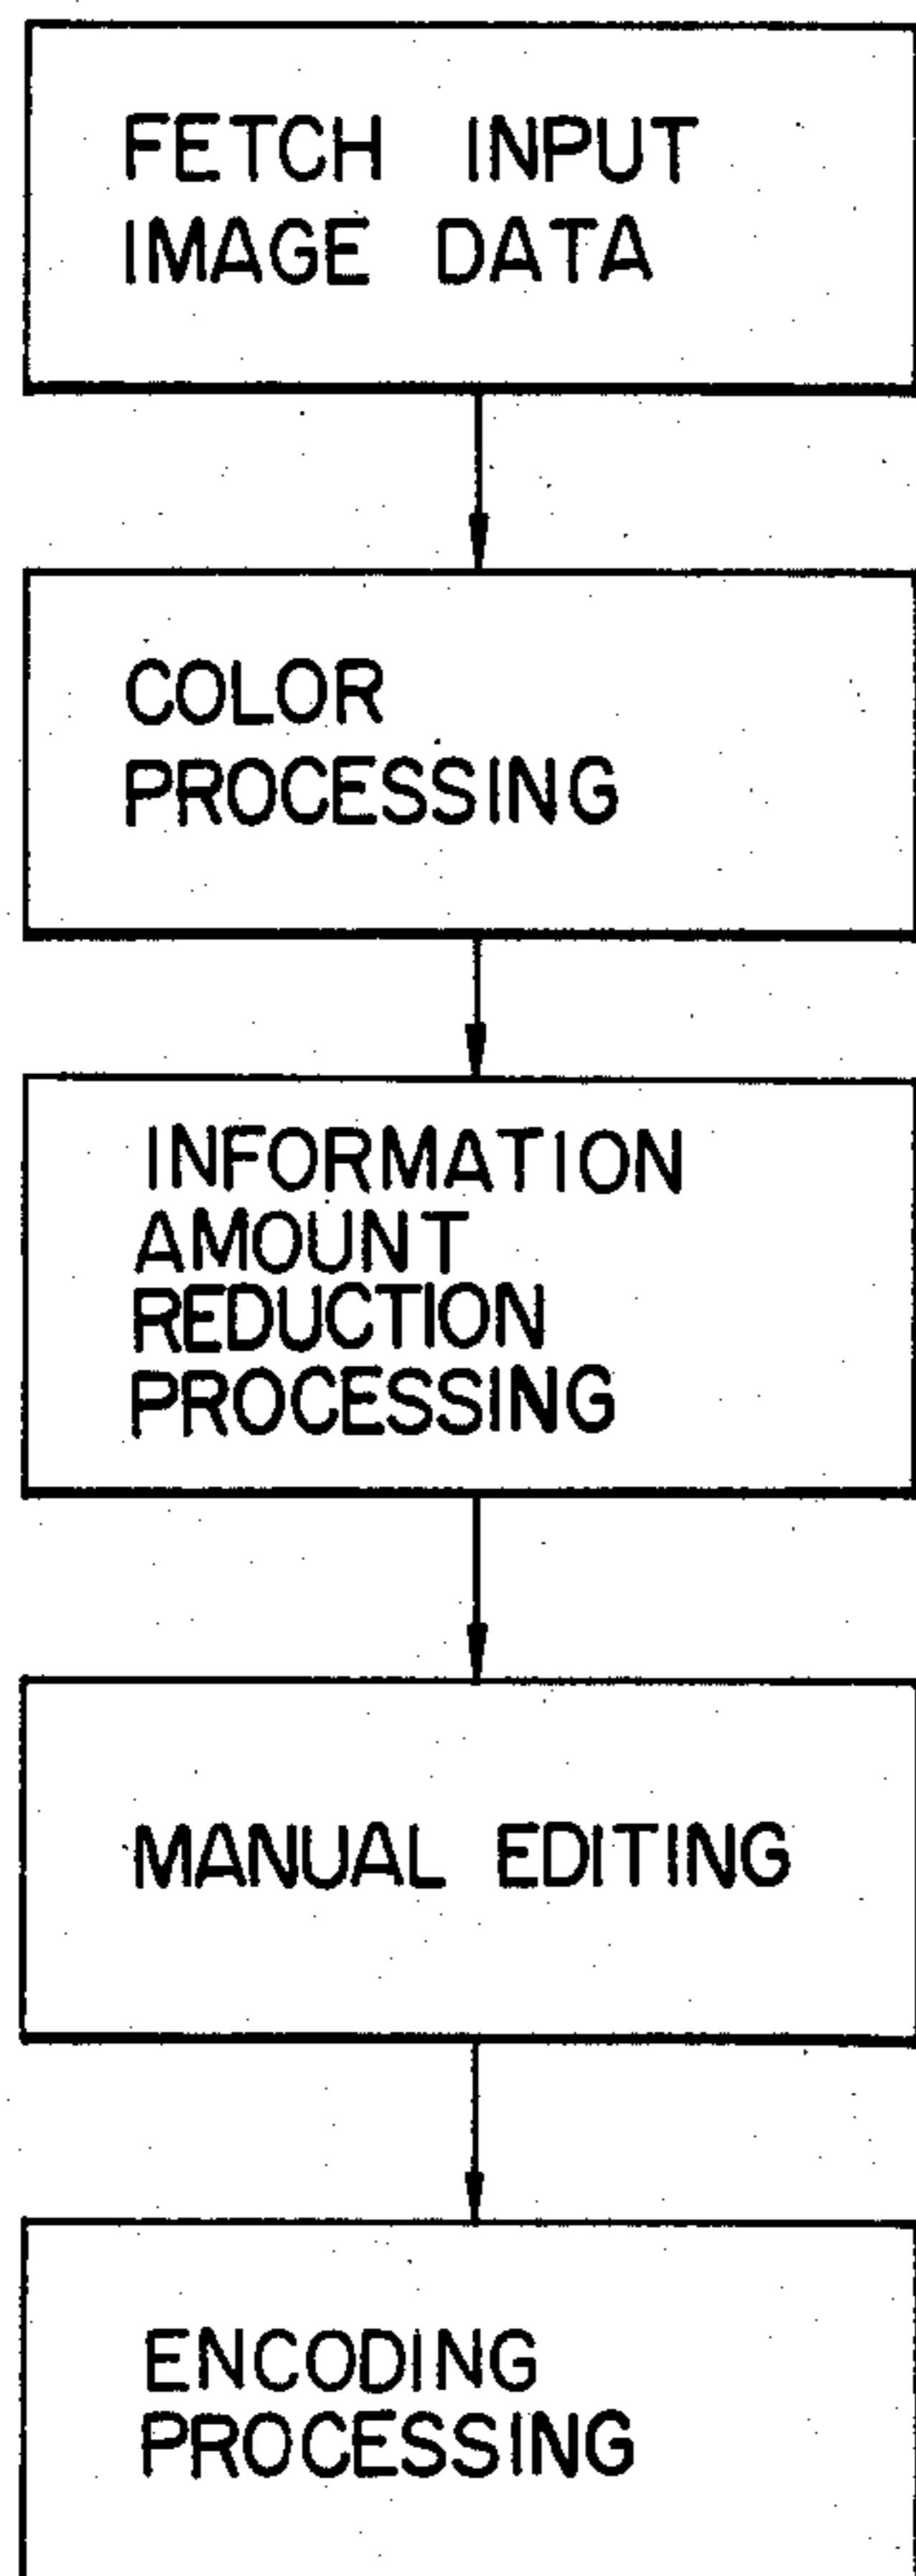 FETCH INPUT
IMAGE DATA
COLOR
PROCESSING
INFORMATION
AMOUNT
REDUCTION
PROCESSING
MANUAL EDITING
ENCODING
PROCESSING